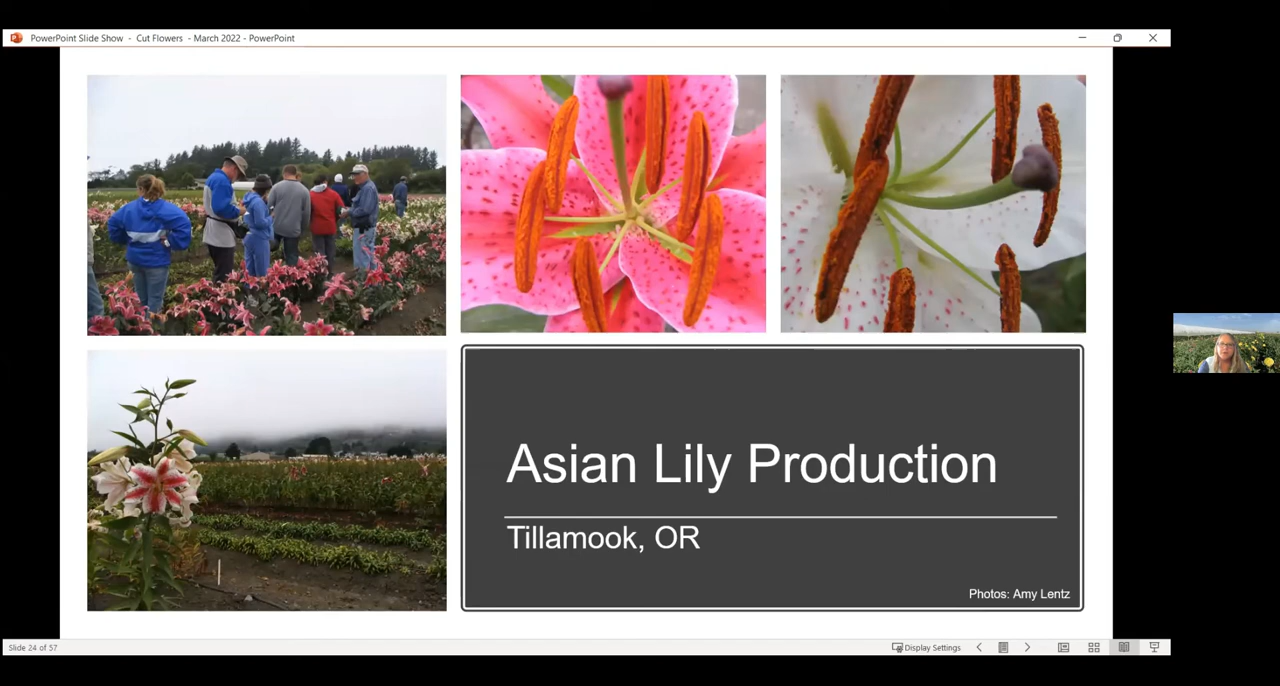 PowerPoint Slide Show - Cut Flowers - March 2022 - PowerPoint
Asian Lily Production
Tillamook, OR
Photos: Amy Lentz
Slide 24 of 57
Display Settings